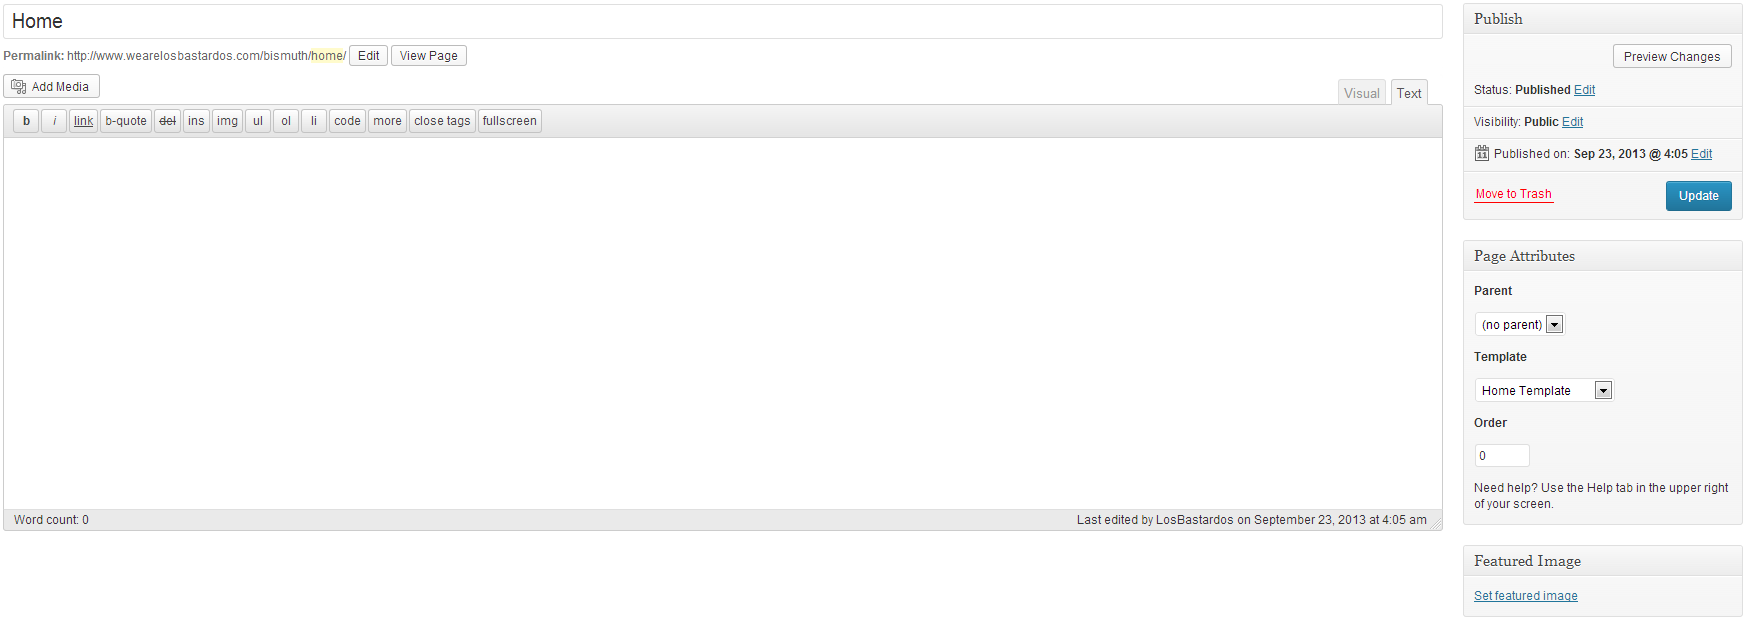 Home
Permalink: http://www.wearelosbastardos.com/bismuth/home/ Edit View Page
Add Media
Visual Text
b i link b-quote del ins img ul ol li code more close tags fullscreen
Word count: 0
Last edited by LosBastardos on September 23, 2013 at 4:05 am
Publish
Preview Changes
Status: Published Edit
Visibility: Public Edit
11 Published on: Sep 23, 2013 @ 4:05 Edit
Move to Trash
Update
Page Attributes
Parent
(no parent)
Template
Home Template
Order
0
Need help? Use the Help tab in the upper right
of your screen.
Featured Image
Set featured image